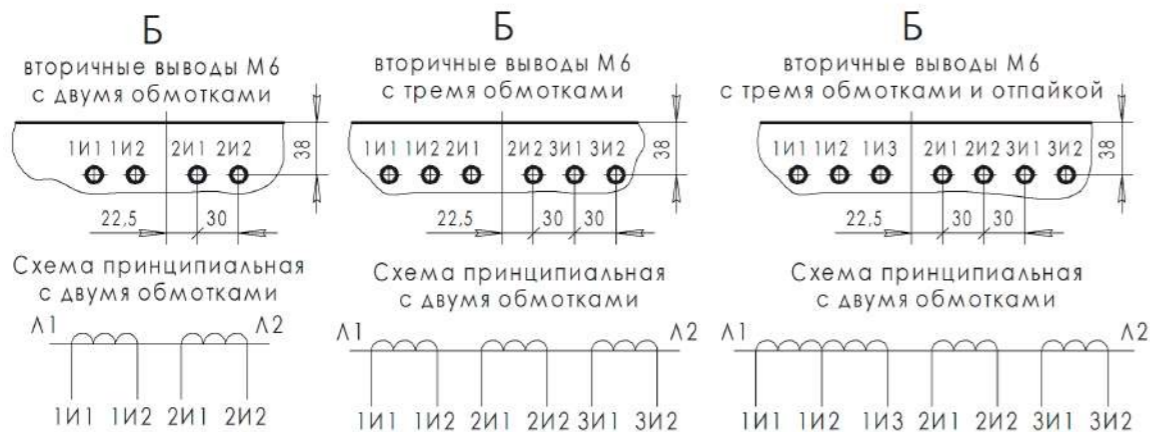 Б
вторичные выводы М6
с двумя обмотками
1И1 1И2 2И1 2И2
38
22,5 30
Схема принципиальная
с двумя обмотками
Л1 Л2
1И1 1И2 2И1 2И2
Б
вторичные выводы М6
с тремя обмотками
1И1 1И2 2И1 2И2 3И1 3И2
38
22,5 30 30
Схема принципиальная
с двумя обмотками
Л1 Л2
1И1 1И2 2И1 2И2 3И1 3И2
Б
вторичные выводы М6
с тремя обмотками и отпайкой
1И1 1И2 1И3 2И1 2И2 3И1 3И2
38
22,5 30 30
Схема принципиальная
с двумя обмотками
Л1 Л2
1И1 1И2 1И3 2И1 2И2 3И1 3И2